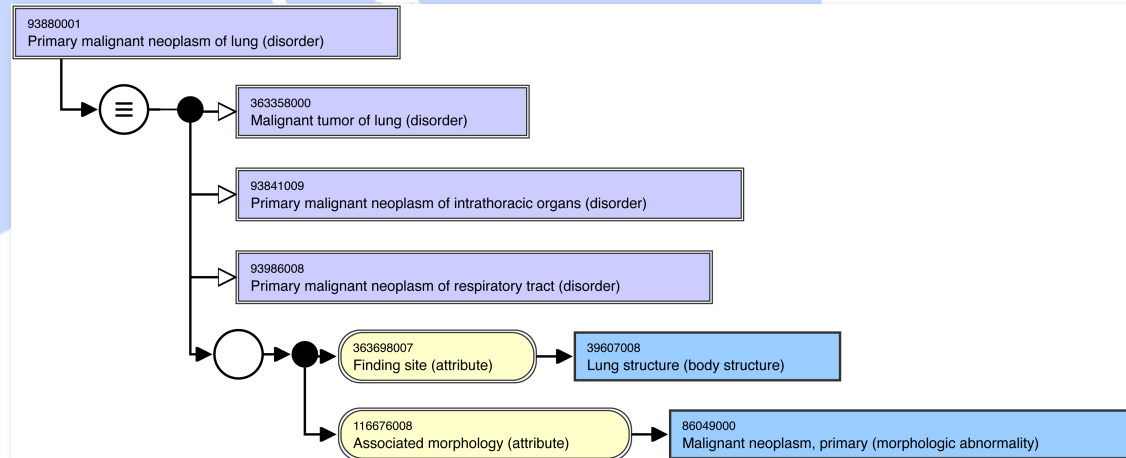 93880001
Primary malignant neoplasm of lung (disorder)
363358000
Malignant tumor of lung (disorder)
93841009
Primary malignant neoplasm of intrathoracic organs (disorder)
93986008
Primary malignant neoplasm of respiratory tract (disorder)
363698007
Finding site (attribute)
39607008
Lung structure (body structure)
116676008
Associated morphology (attribute)
86049000
Malignant neoplasm, primary (morphologic abnormality)